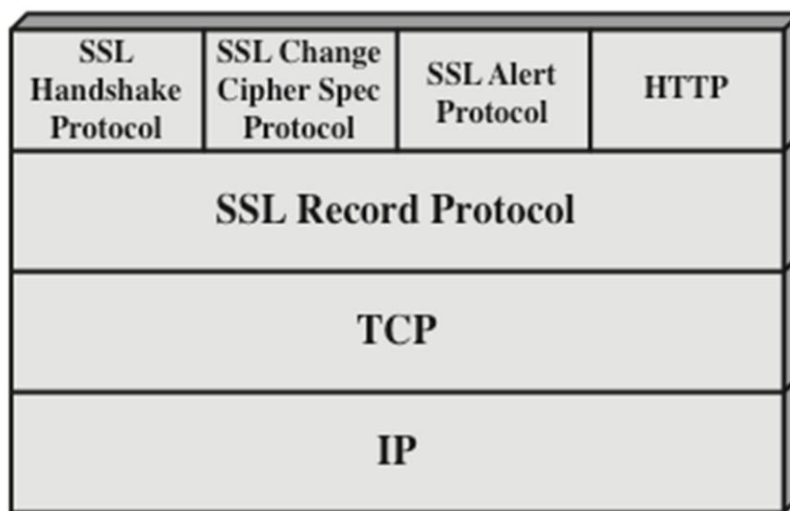 SSL
Handshake
Protocol
SSL Change
Cipher Spec
Protocol
SSL Alert
Protocol
HTTP
SSL Record Protocol
TCP
IP